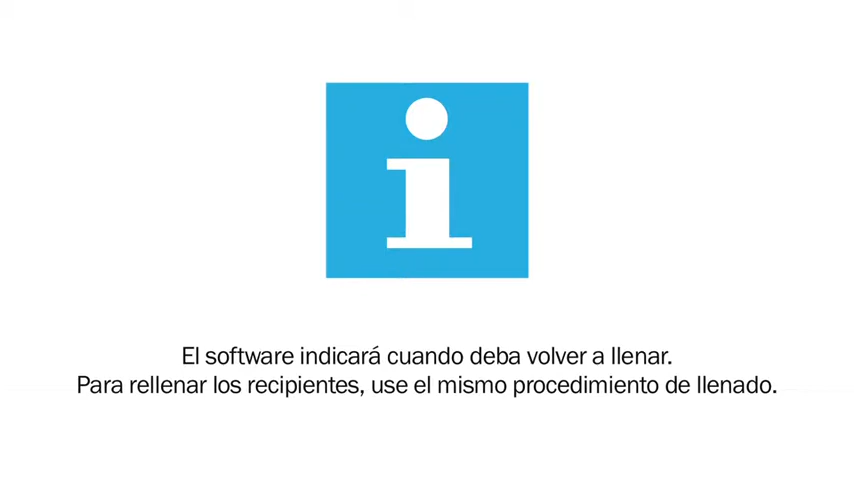 El software indicará cuando deba volver a llenar.
Para rellenar los recipientes, use el mismo procedimiento de llenado.